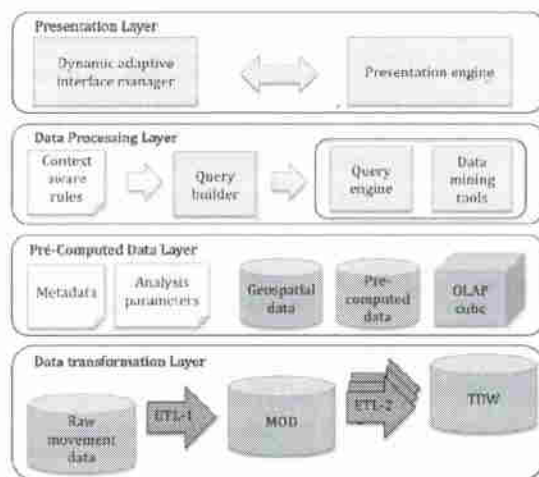 Presentation Layer
Dynamic adaptive
interface manager
Presentation engine
Data Processing Layer
Context
aware
rules
Query
builder
Query
engine
Data
mining
tools
Pre-Computed Data Layer
Metadata
Analysis
parameters
Geospatial
data
Pre-
computed
data
OLAP
cube
Data transformation Layer
Raw
movement
data
ETL-1
MOD
ETL-2
TDW